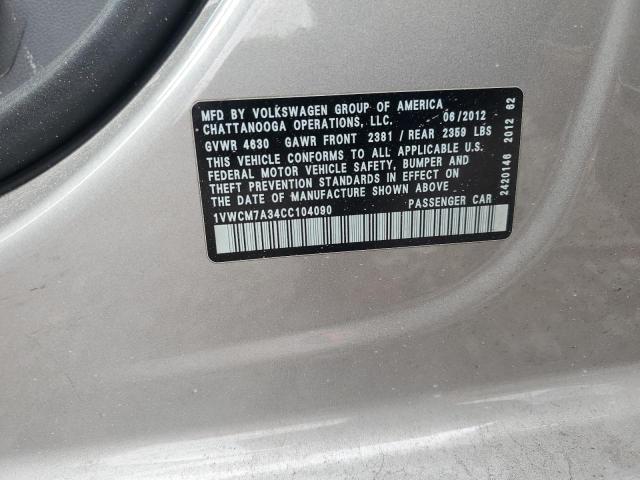 MFD BY VOLKSWAGEN GROUP OF AMERICA
CHATTANOOGA OPERATIONS, LLC. 06/2012
GVWR 4630 GAWR FRONT 2381 / REAR 2359 LBS
THIS VEHICLE CONFORMS TO ALL APPLICABLE U.S.
FEDERAL MOTOR VEHICLE SAFETY, BUMPER AND
THEFT PREVENTION STANDARDS IN EFFECT ON
THE DATE OF MANUFACTURE SHOWN ABOVE
1VWCM7A34CC104090 PASSENGER CAR
2420146 2012 62